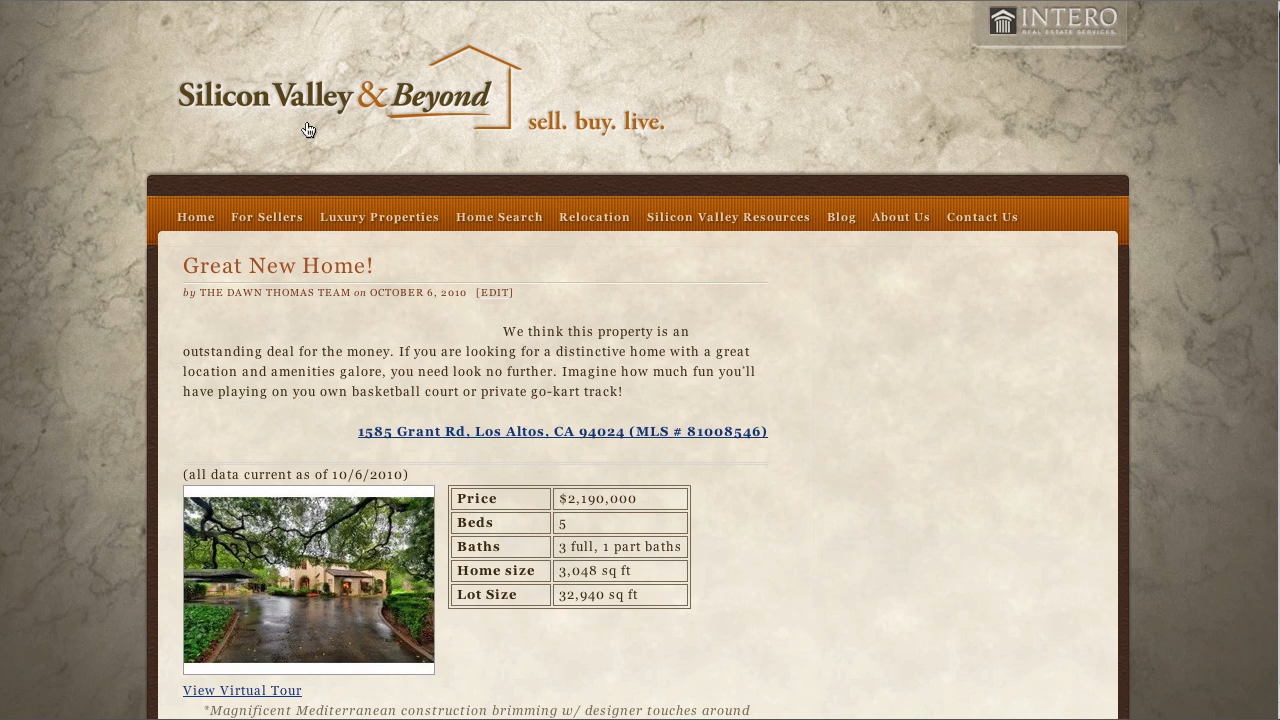 INTERO
REAL ESTATE SERVICES.
Silicon Valley & Beyond
sell. buy. live.
Home For Sellers Luxury Properties Home Search Relocation Silicon Valley Resources Blog About Us Contact Us
Great New Home!
by THE DAWN THOMAS TEAM on OCTOBER 6, 2010 [EDIT]
We think this property is an
outstanding deal for the money. If you are looking for a distinctive home with a great
location and amenities galore, you need look no further. Imagine how much fun you'll
have playing on you own basketball court or private go-kart track!
1585 Grant Rd, Los Altos, CA 94024 (MLS # 81008546)
(all data current as of 10/6/2010)
Price $2,190,000
Beds 5
Baths 3 full, 1 part baths
Home size 3,048 sq ft
Lot Size 32,940 sq ft
View Virtual Tour
*Magnificent Mediterranean construction brimming w/ designer touches around